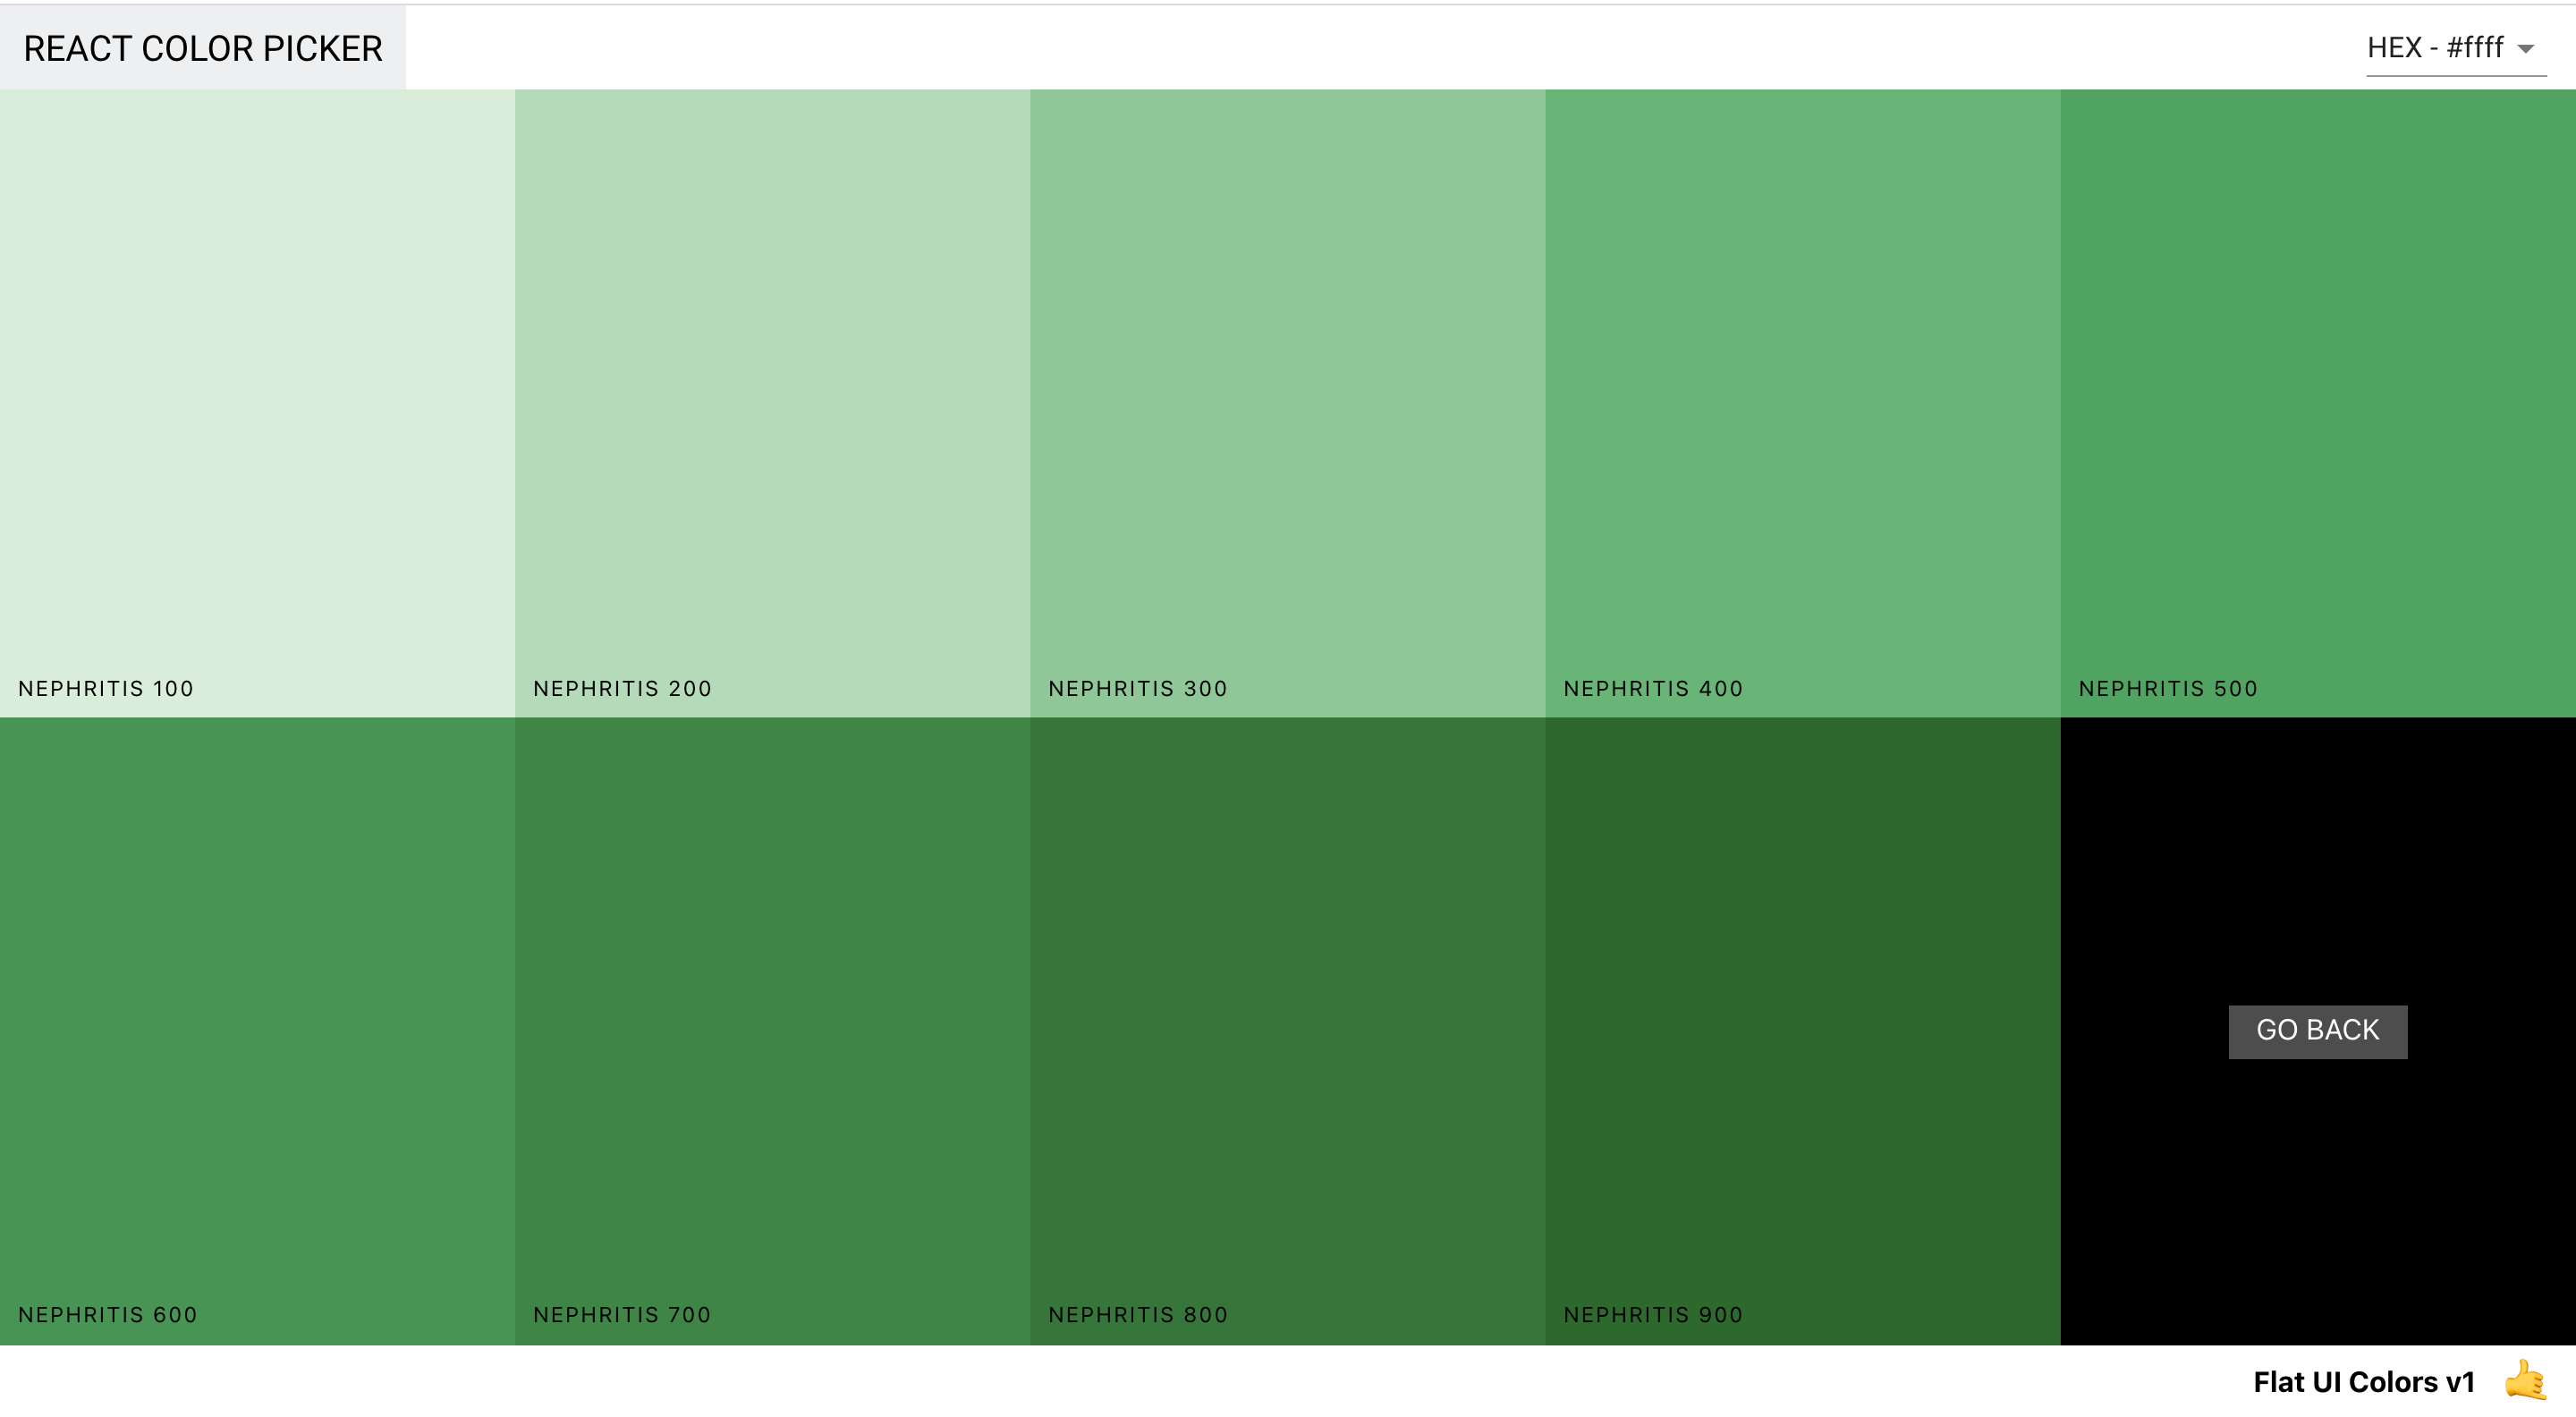 REACT COLOR PICKER
HEX - #ffff
NEPHRITIS 100
NEPHRITIS 200
NEPHRITIS 300
NEPHRITIS 400
NEPHRITIS 500
NEPHRITIS 600
NEPHRITIS 700
NEPHRITIS 800
NEPHRITIS 900
GO BACK
Flat UI Colors v1 🤙